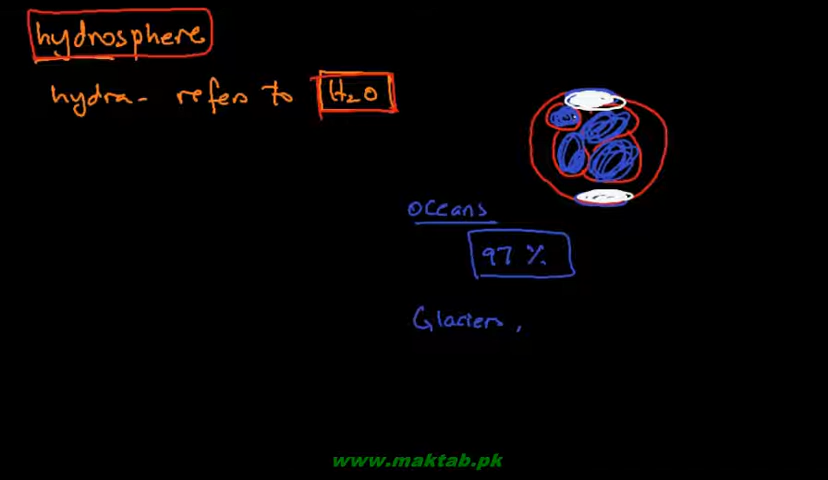 hydrosphere
hydra- refers to H₂O
oceans
97 %
Glaciers,
www.maktab.pk